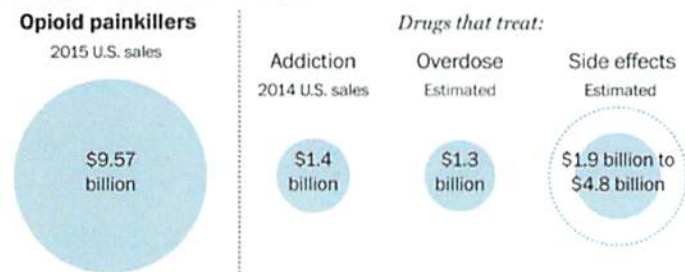 Opioid painkillers
2015 U.S. sales
$9.57
billion
Drugs that treat:
Addiction
2014 U.S. sales
$1.4
billion
Overdose
Estimated
$1.3
billion
Side effects
Estimated
$1.9 billion to
$4.8 billion